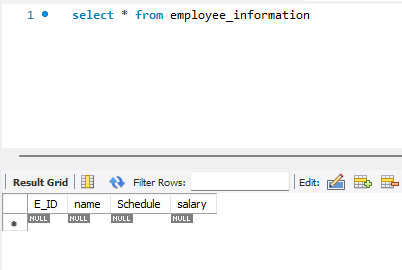 1 select * from employee_information
Result Grid Filter Rows: Edit:
E_ID name Schedule salary
NULL NULL NULL NULL